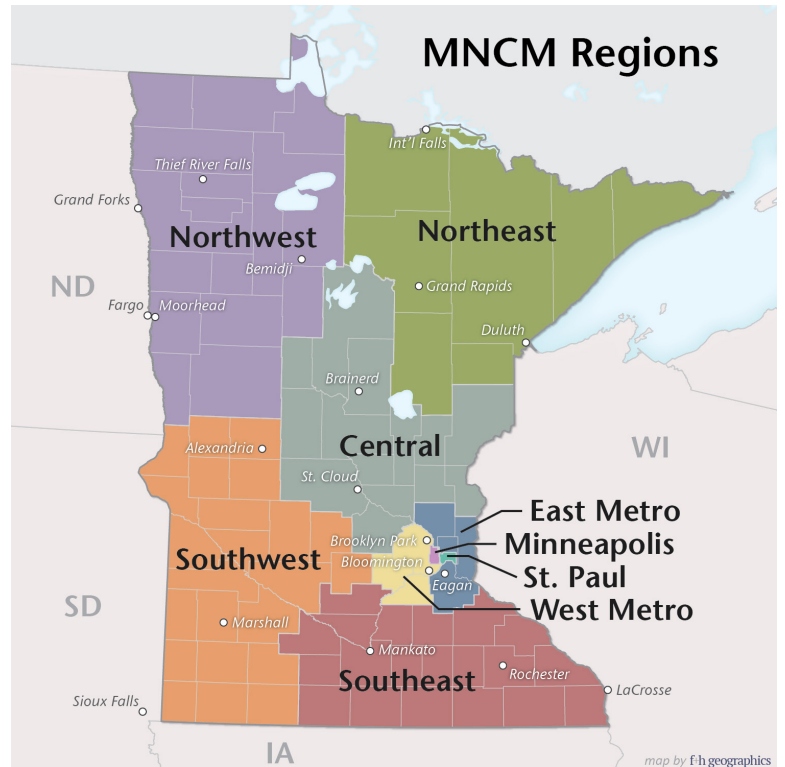 MNCM Regions
Int'l Falls
Thief River Falls
Grand Forks
Northwest
Northeast
Bemidji
ND
Grand Rapids
Fargo
Moorhead
Duluth
Brainerd
Alexandria
Central
WI
St. Cloud
East Metro
Brooklyn Park
Minneapolis
Southwest
Bloomington
St. Paul
Eagan
SD
West Metro
Marshall
Mankato
Southeast
Rochester
LaCrosse
Sioux Falls
IA
map by f+h geographics